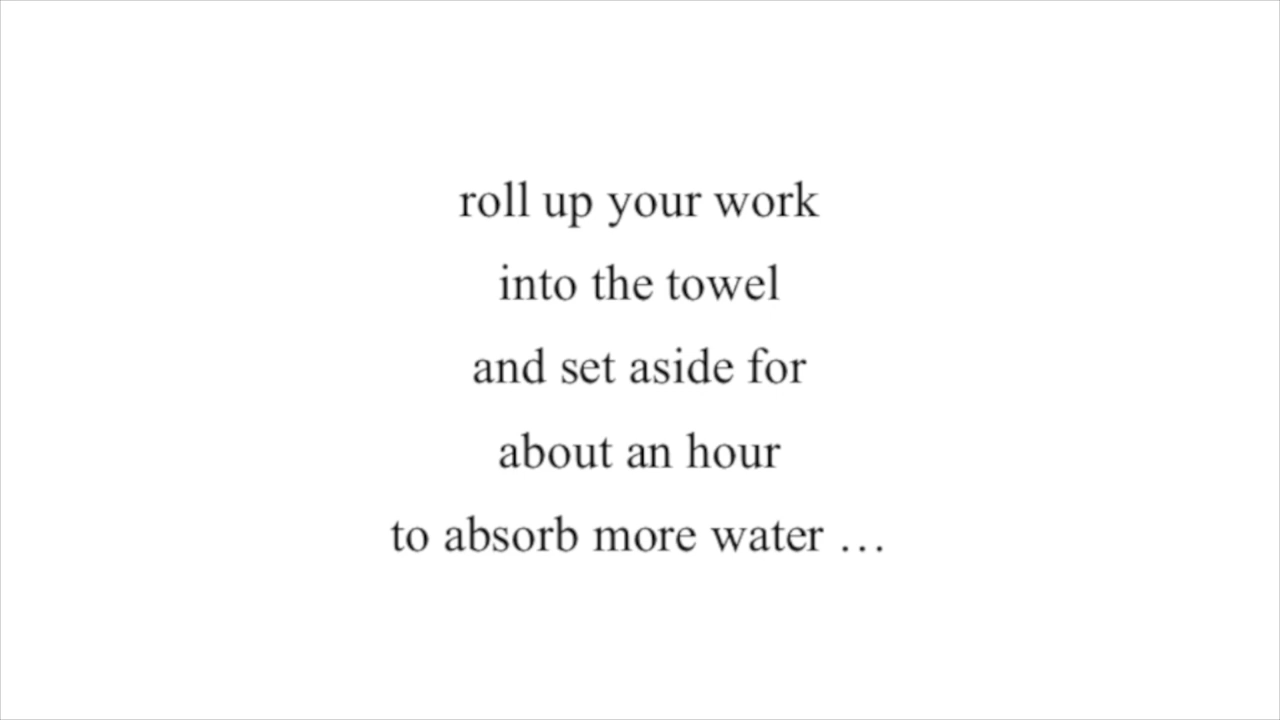 roll up your work
into the towel
and set aside for
about an hour
to absorb more water …